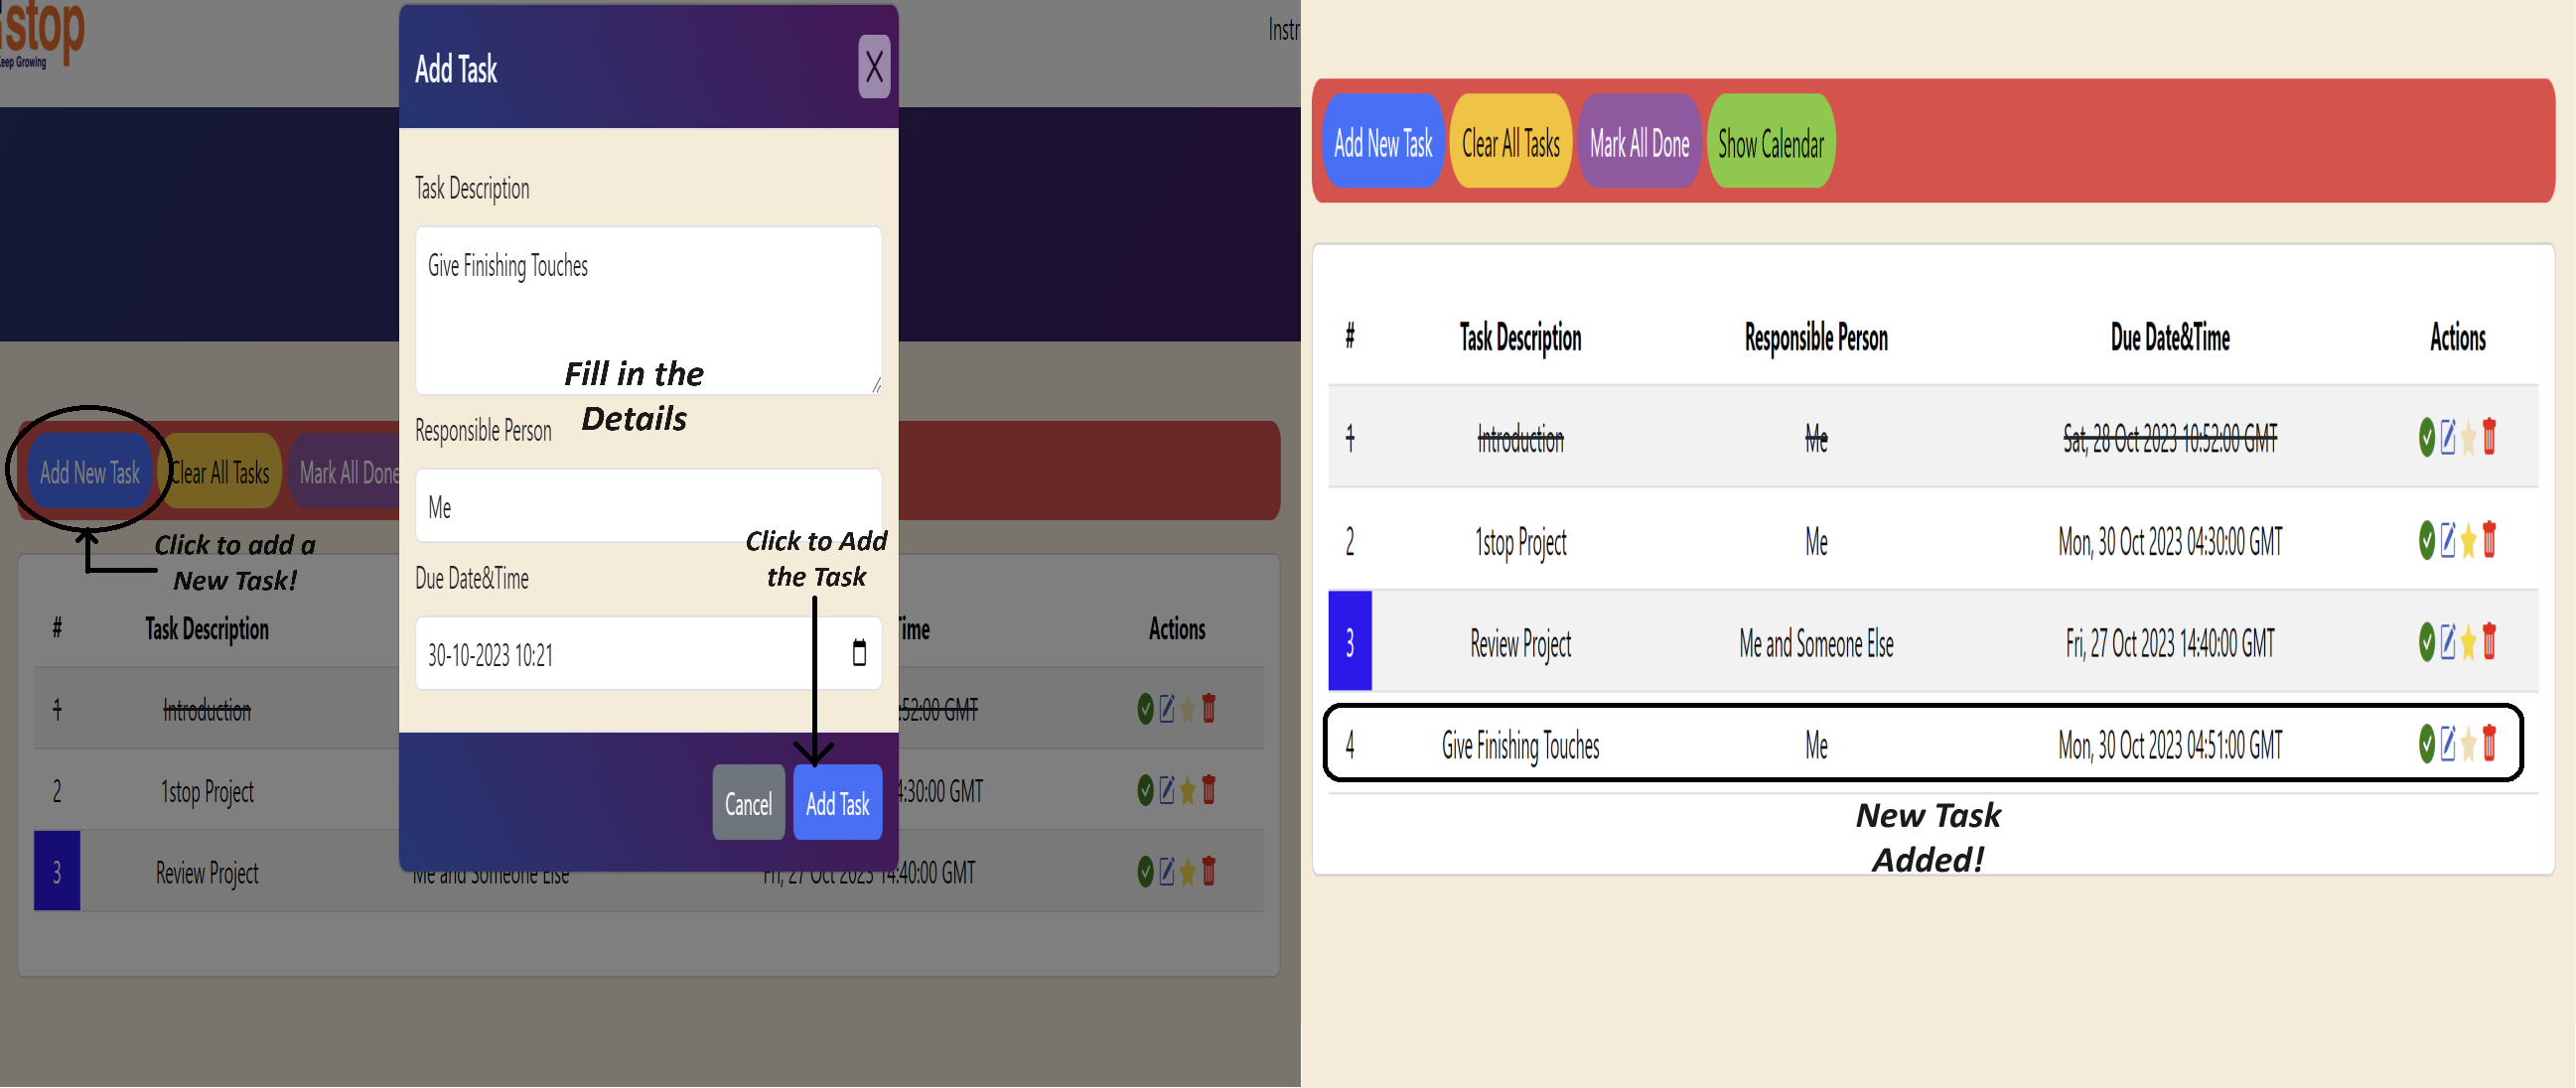 stop
Keep Growing
Instr
Add Task
X
Task Description
Give Finishing Touches
Fill in the
Details
Responsible Person
Me
Click to Add
the Task
Due Date&Time
30-10-2023 10:21
Cancel
Add Task
Add New Task
Clear All Tasks
Mark All Done
Click to add a
New Task!
# Task Description Time Actions
1 Introduction :52:00 GMT
2 1stop Project 4:30:00 GMT
3 Review Project Me and Someone Else Fri, 27 Oct 2023 14:40:00 GMT
Add New Task Clear All Tasks Mark All Done Show Calendar
# Task Description Responsible Person Due Date&Time Actions
1 Introduction Me Sat, 28 Oct 2023 10:52:00 GMT
2 1stop Project Me Mon, 30 Oct 2023 04:30:00 GMT
3 Review Project Me and Someone Else Fri, 27 Oct 2023 14:40:00 GMT
4 Give Finishing Touches Me Mon, 30 Oct 2023 04:51:00 GMT
New Task
Added!